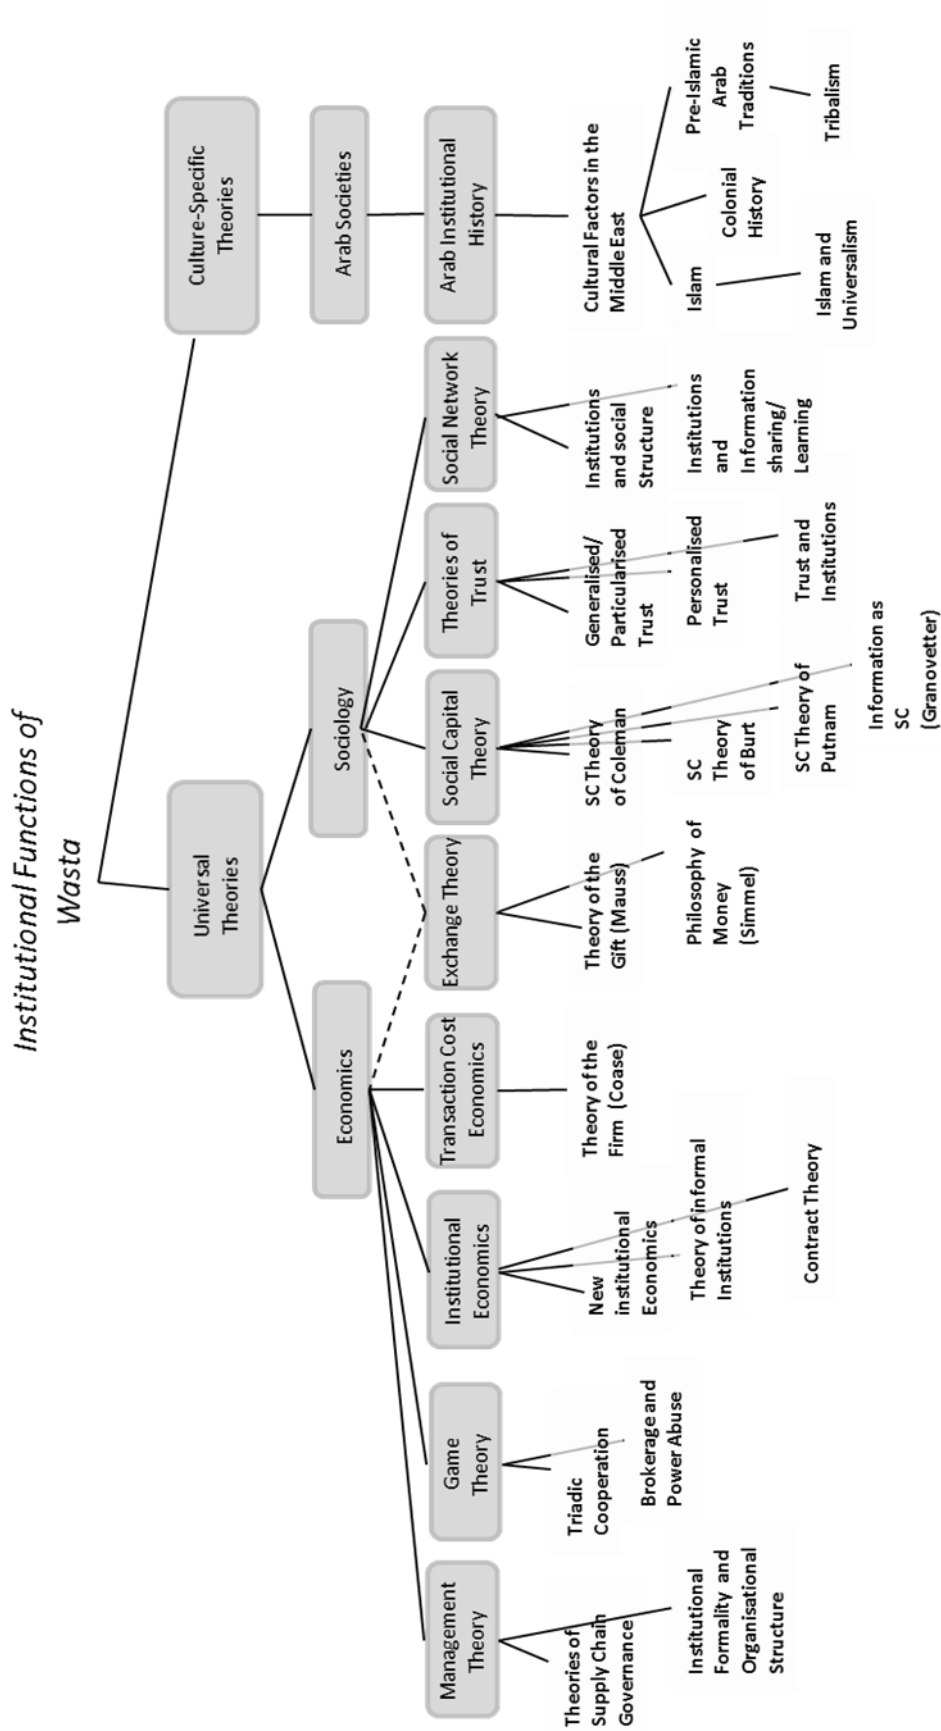 Institutional Functions of
Wasta
Universal
Theories
Culture-Specific
Theories
Economics
Sociology
Arab Societies
Management
Theory
Game
Theory
Institutional
Economics
Transaction Cost
Economics
Exchange Theory
Social Capital
Theory
Theories of
Trust
Social Network
Theory
Arab Institutional
History
Theories of
Supply Chain
Governance
Institutional
Formality and
Organisational
Structure
Triadic
Cooperation
Brokerage and
Power Abuse
New
institutional
Economics
Theory of informal
Institutions
Contract Theory
Theory of the
Firm (Coase)
Theory of the
Gift (Mauss)
Philosophy of
Money
(Simmel)
SC Theory
of Coleman
SC
Theory
of Burt
SC Theory of
Putnam
Information as
SC
(Granovetter)
Generalised/
Particularised
Trust
Personalised
Trust
Trust and
Institutions
Institutions
and social
Structure
Institutions
and
Information
sharing/
Learning
Cultural Factors in the
Middle East
Islam
Islam and
Universalism
Colonial
History
Pre-Islamic
Arab
Traditions
Tribalism